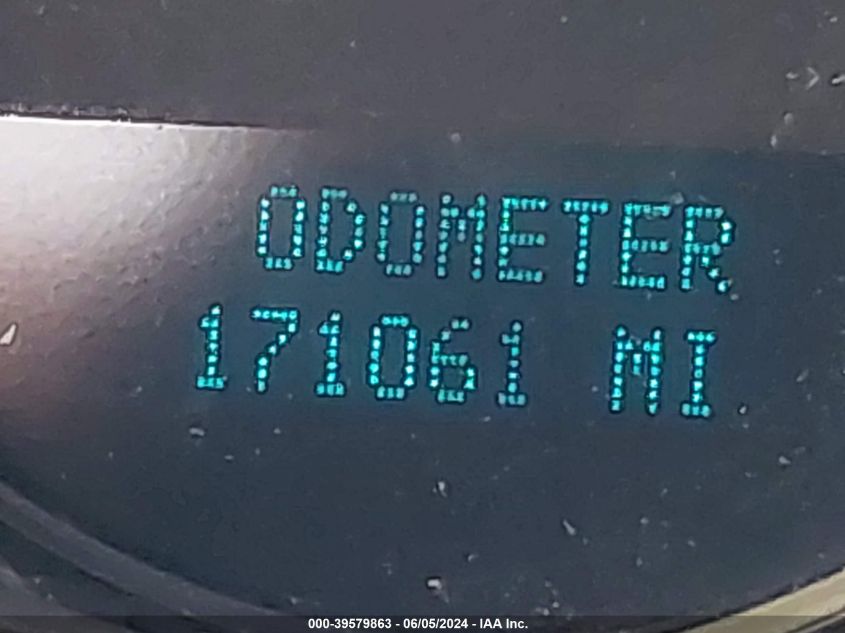 ODOMETER
171061 MI
000-39579863 - 06/05/2024 - IAA Inc.